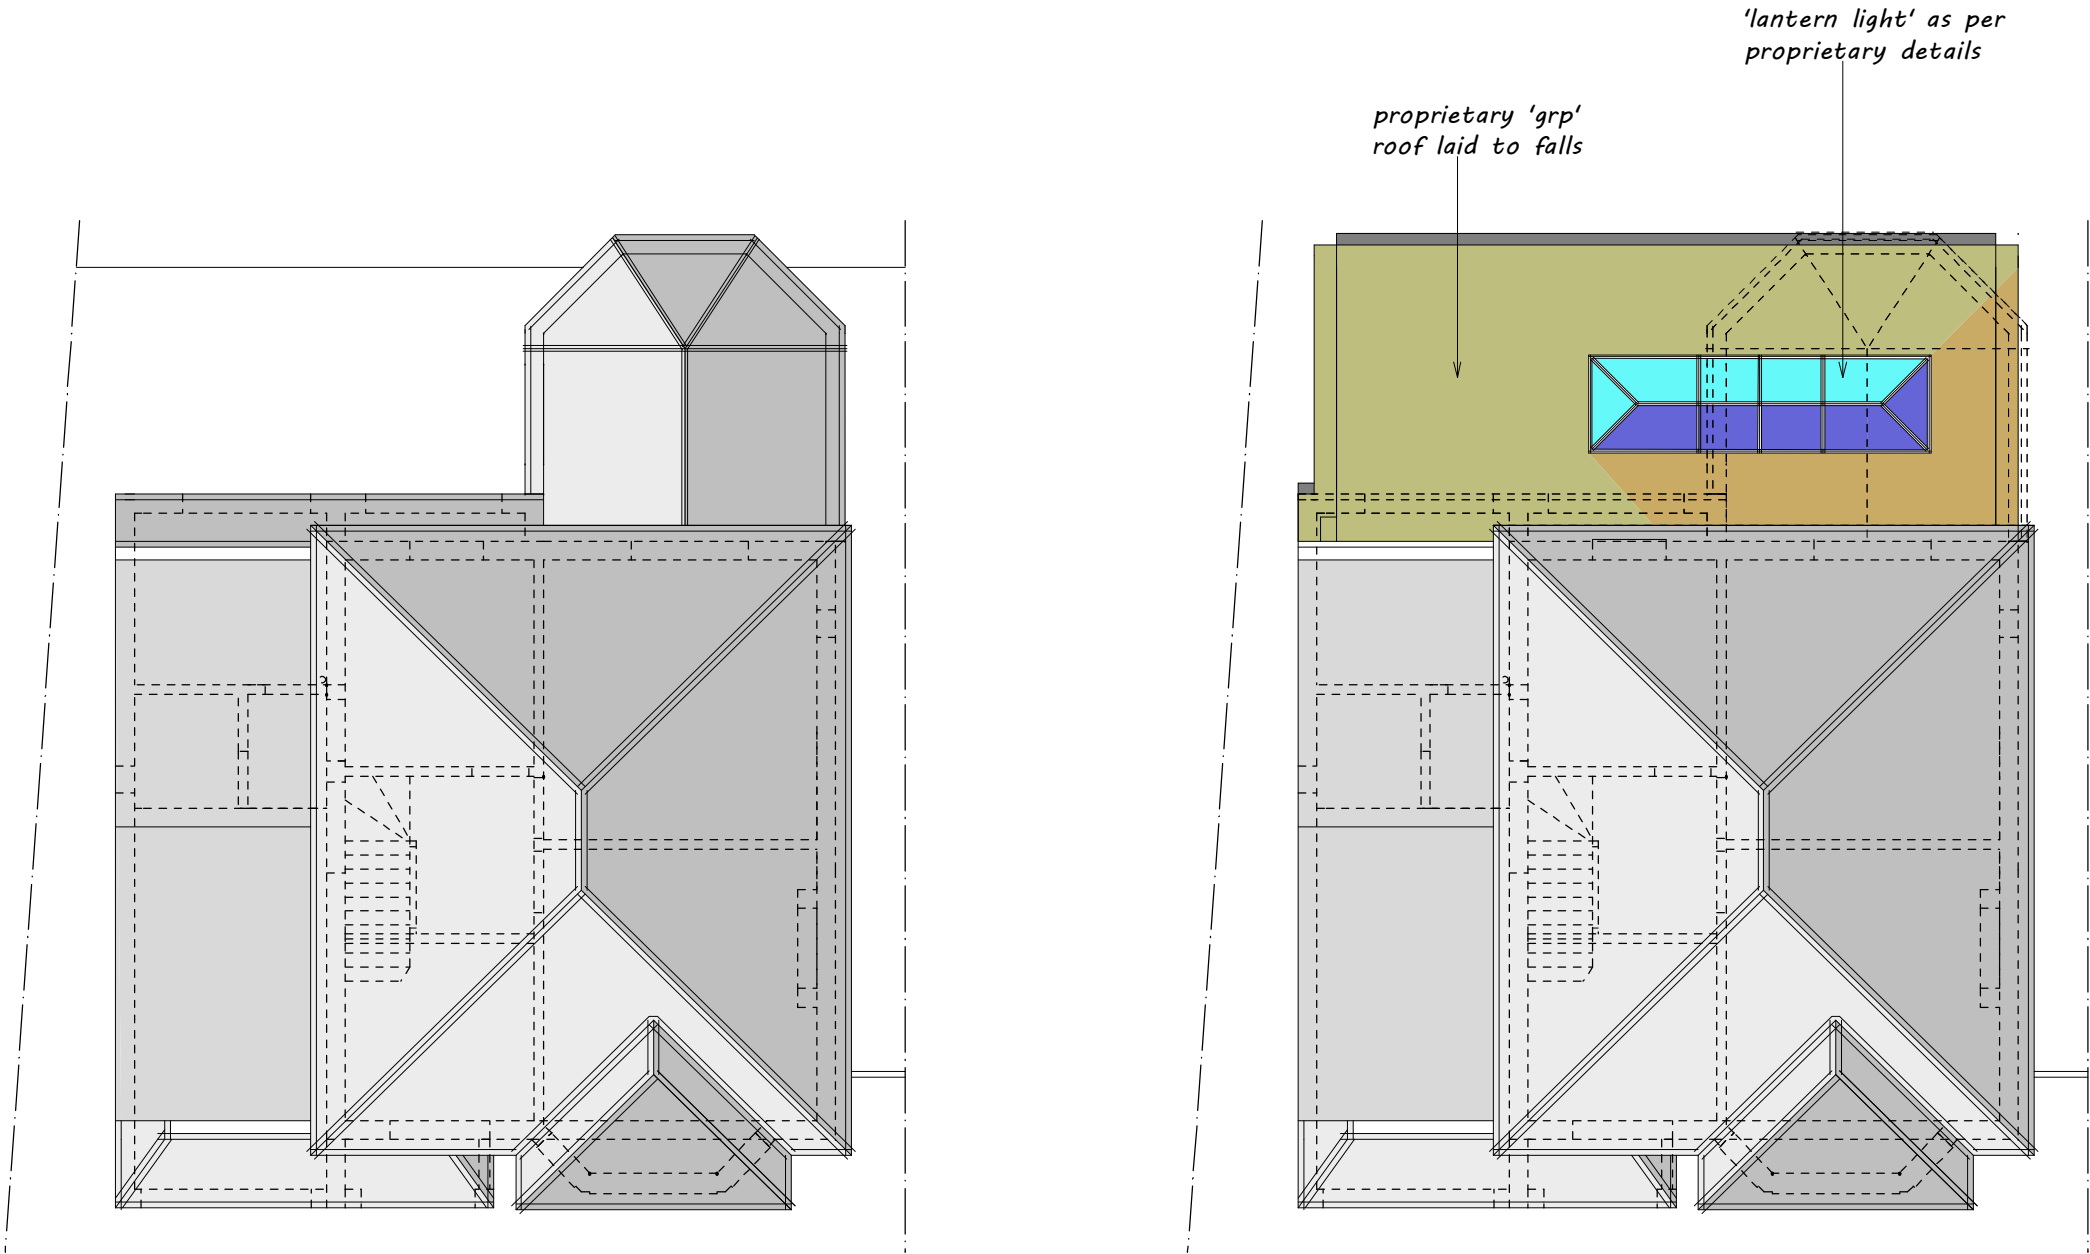 ‘lantern light‘ as per
proprietary details
proprietary ‘grp‘
roof laid to falls